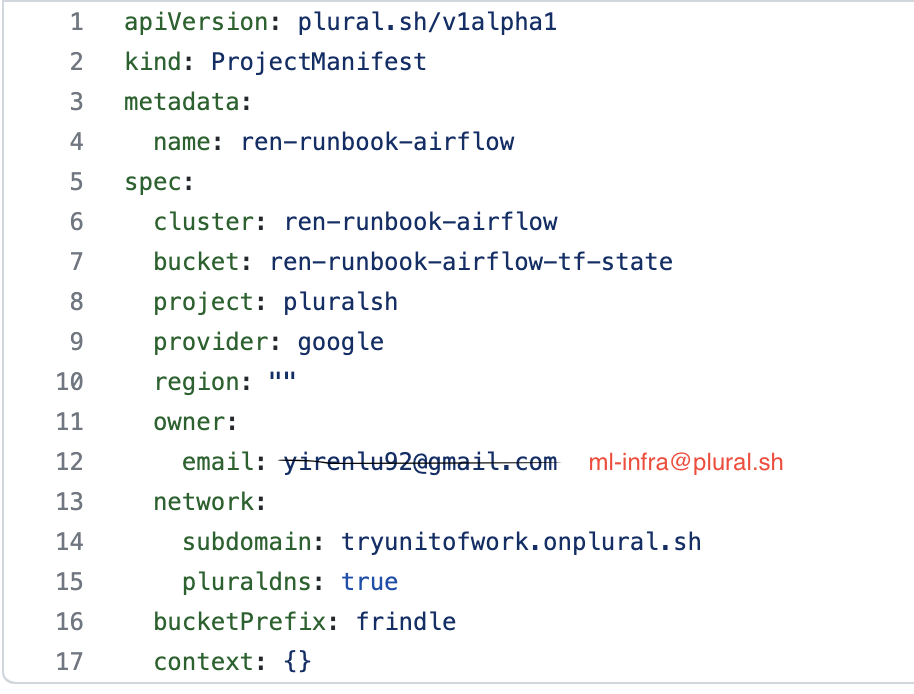 1 apiVersion: plural.sh/v1alpha1
2 kind: ProjectManifest
3 metadata:
4   name: ren-runbook-airflow
5 spec:
6   cluster: ren-runbook-airflow
7   bucket: ren-runbook-airflow-tf-state
8   project: pluralsh
9   provider: google
10   region: ""
11   owner:
12     email: yirenlu92@gmail.com ml-infra@plural.sh
13   network:
14     subdomain: tryunitofwork.onplural.sh
15     pluraldns: true
16   bucketPrefix: frindle
17   context: {}